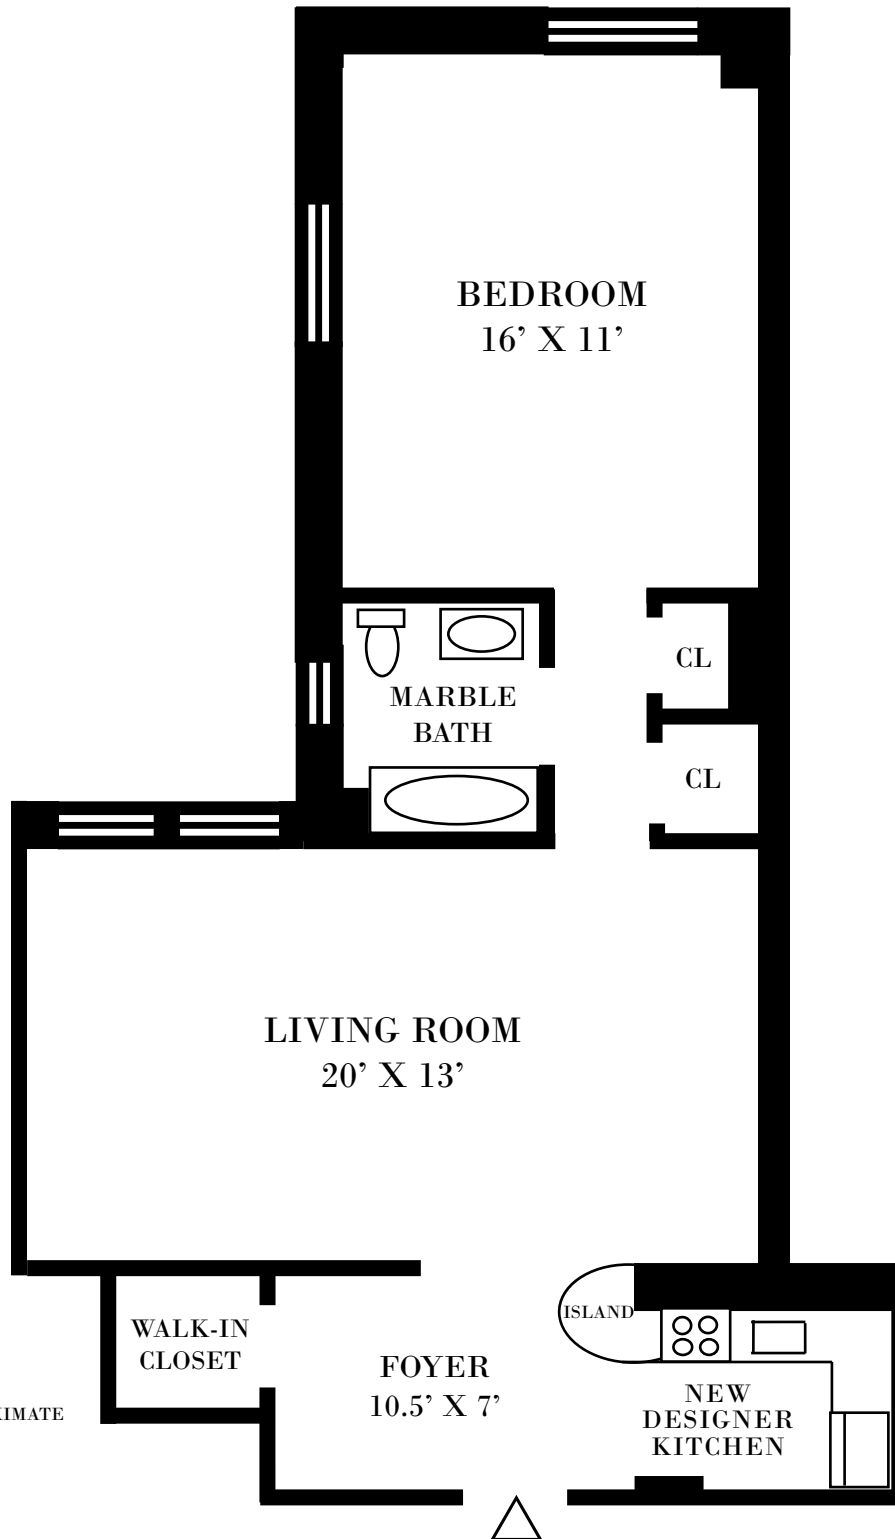 BEDROOM
16’ X 11’
MARBLE
BATH
CL
CL
LIVING ROOM
20’ X 13’
ISLAND
WALK-IN
CLOSET
FOYER
10.5’ X 7’
NEW
DESIGNER
KITCHEN